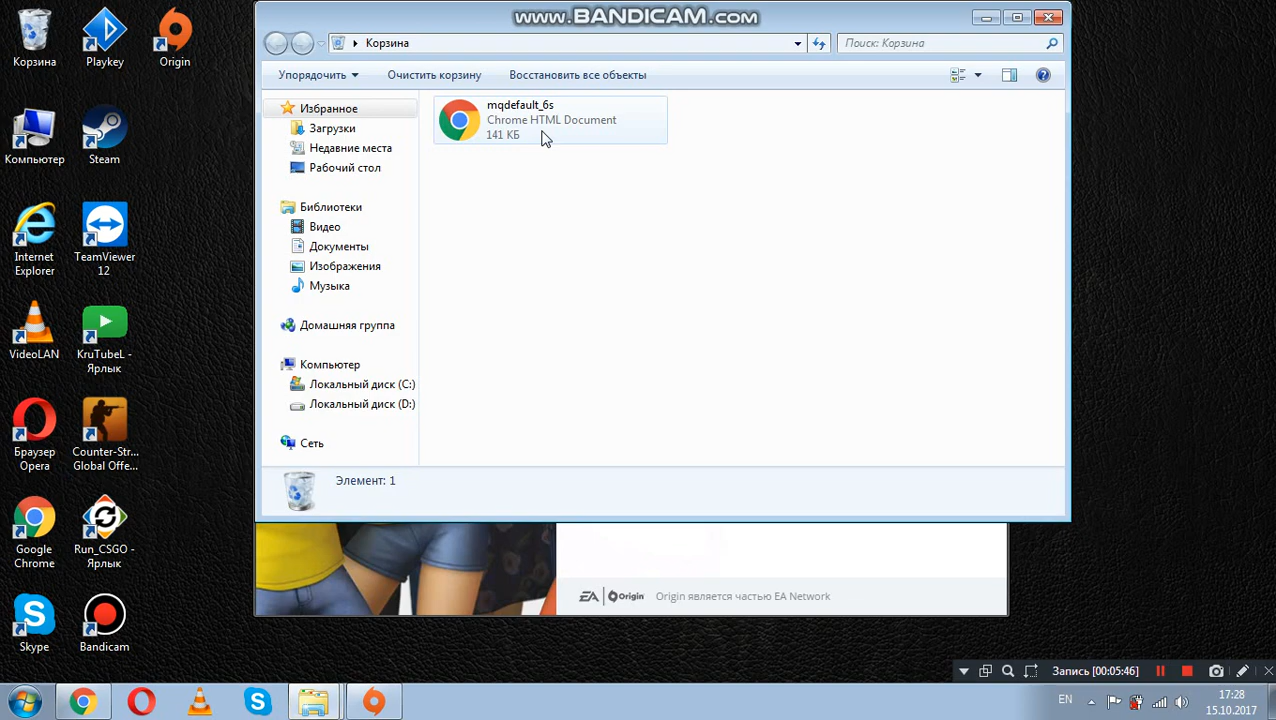 www.BANDICAM.com
Корзина
Поиск: Корзина
Упорядочить
Очистить корзину
Восстановить все объекты
Избранное
Загрузки
Недавние места
Рабочий стол
Библиотеки
Видео
Документы
Изображения
Музыка
Домашняя группа
Компьютер
Локальный диск (C:)
Локальный диск (D:)
Сеть
mqdefault_6s
Chrome HTML Document
141 КБ
Элемент: 1
Корзина
Playkey
Origin
Компьютер
Steam
Internet
Explorer
TeamViewer
12
VideoLAN
KruTubeL -
Ярлык
Браузер
Opera
Counter-Str...
Global Offe...
Google
Chrome
Run_CSGO -
Ярлык
Skype
Bandicam
EA Origin
Origin является частью EA Network
Запись [00:05:46]
EN
17:28
15.10.2017